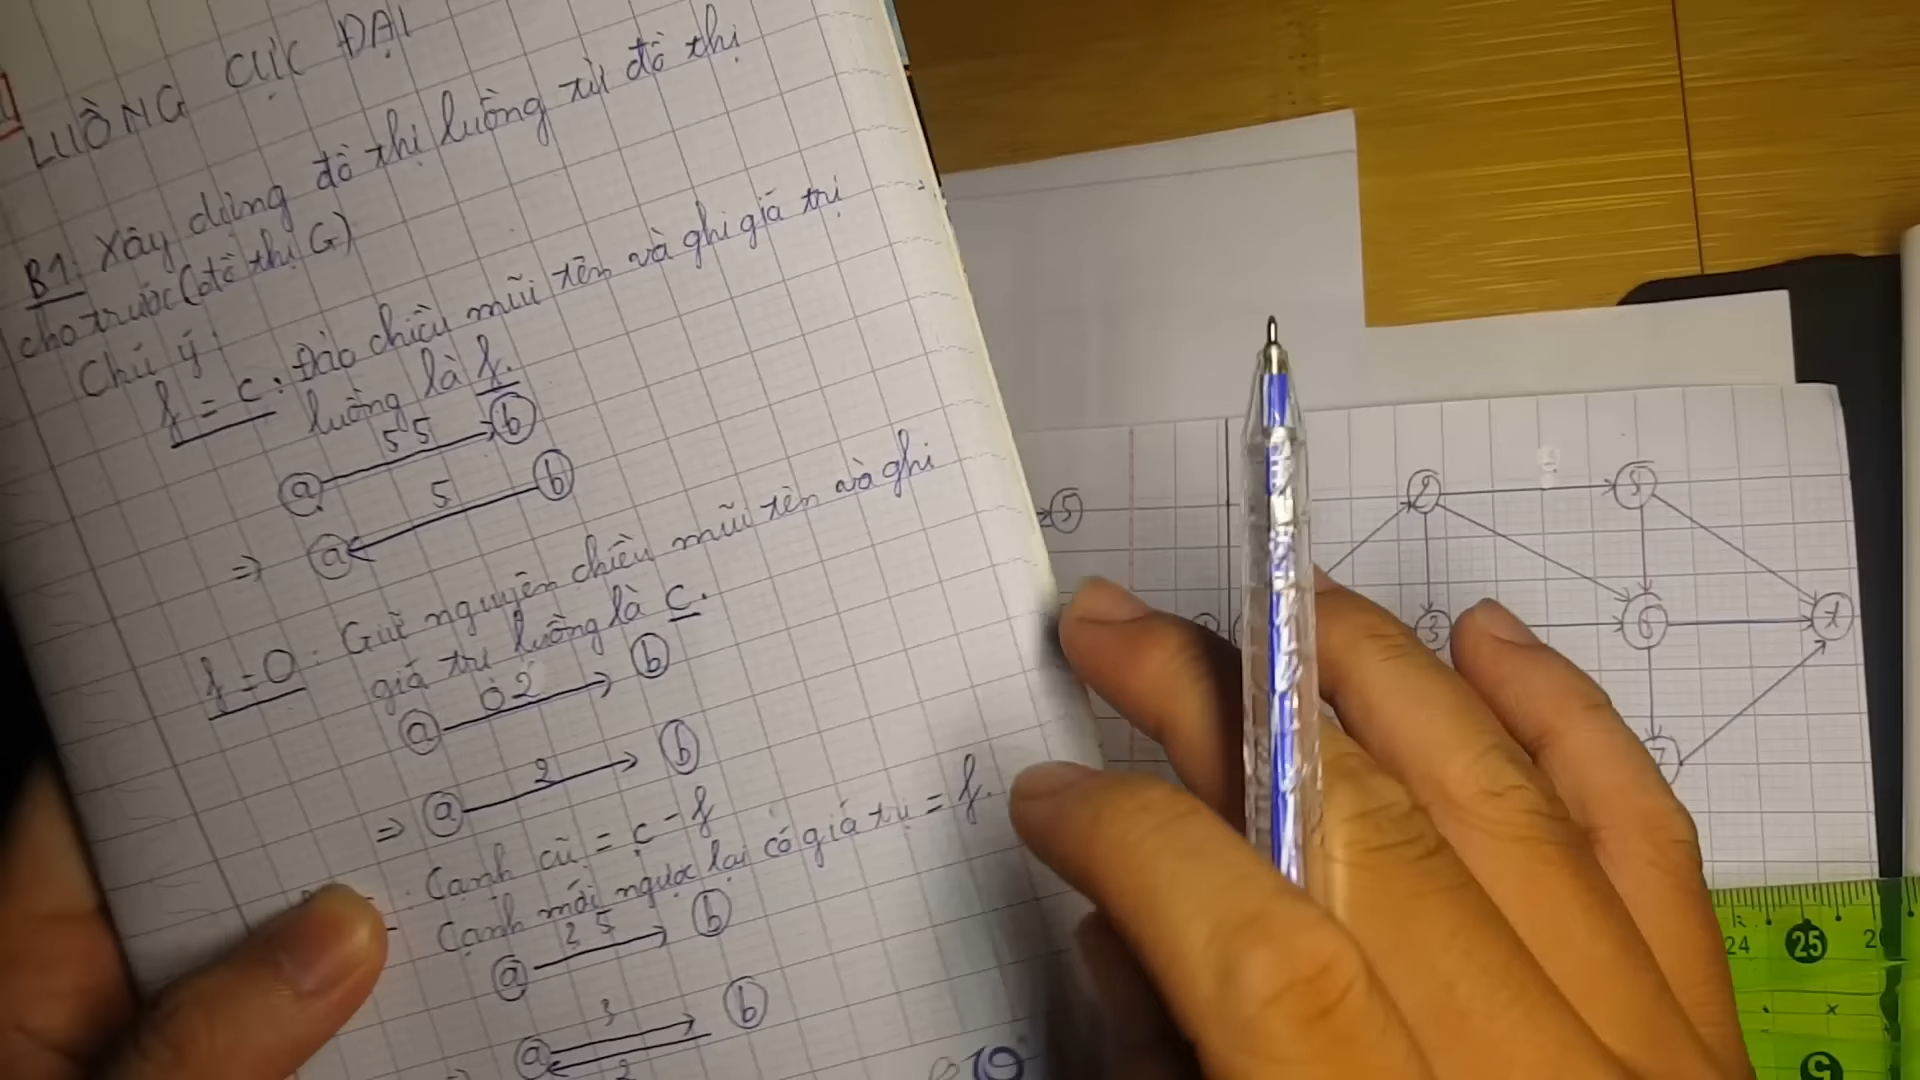 LUỒNG CỰC ĐẠI
B1: Xây dựng đồ thị luồng từ đồ thị
cho trước (đồ thị G)
Chú ý:
f = c : Đảo chiều mũi tên và ghi giá trị
luồng là f.
5 5
a b
5
⇒ a b
f = 0 : Giữ nguyên chiều mũi tên và ghi
giá trị luồng là c.
0 2
a b
2
⇒ a b
- Cạnh cũ = c - f
- Cạnh mới ngược lại có giá trị = f.
2 5
a b
3
a b
2
5
2
3
6
7
24 25 2
5